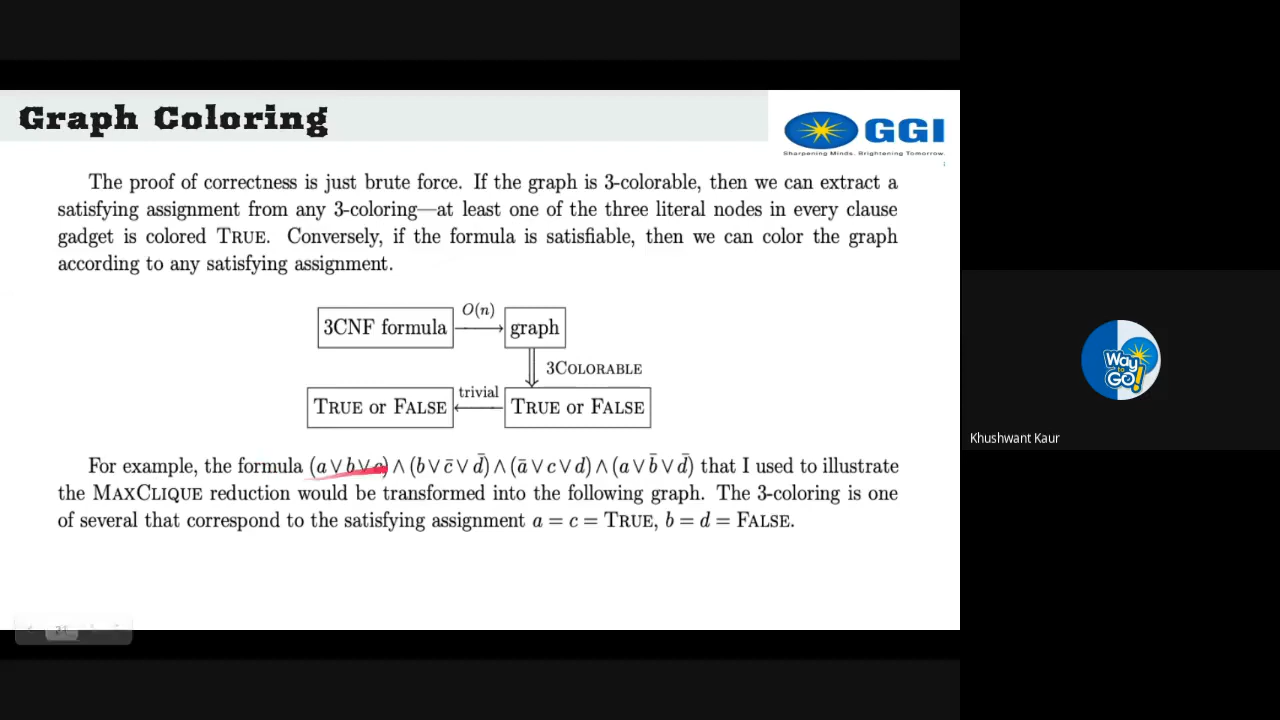 Graph Coloring
GGI
Sharpening Minds. Brightening Tomorrow.
The proof of correctness is just brute force. If the graph is 3-colorable, then we can extract a
satisfying assignment from any 3-coloring—at least one of the three literal nodes in every clause
gadget is colored TRUE. Conversely, if the formula is satisfiable, then we can color the graph
according to any satisfying assignment.
3CNF formula O(n) graph
3COLORABLE
TRUE or FALSE trivial TRUE or FALSE
For example, the formula (a ∨ b ∨ c) ∧ (b ∨ c̄ ∨ d̄) ∧ (ā ∨ c ∨ d) ∧ (a ∨ b̄ ∨ d̄) that I used to illustrate
the MAXCLIQUE reduction would be transformed into the following graph. The 3-coloring is one
of several that correspond to the satisfying assignment a = c = TRUE, b = d = FALSE.
Way to GO!
Khushwant Kaur